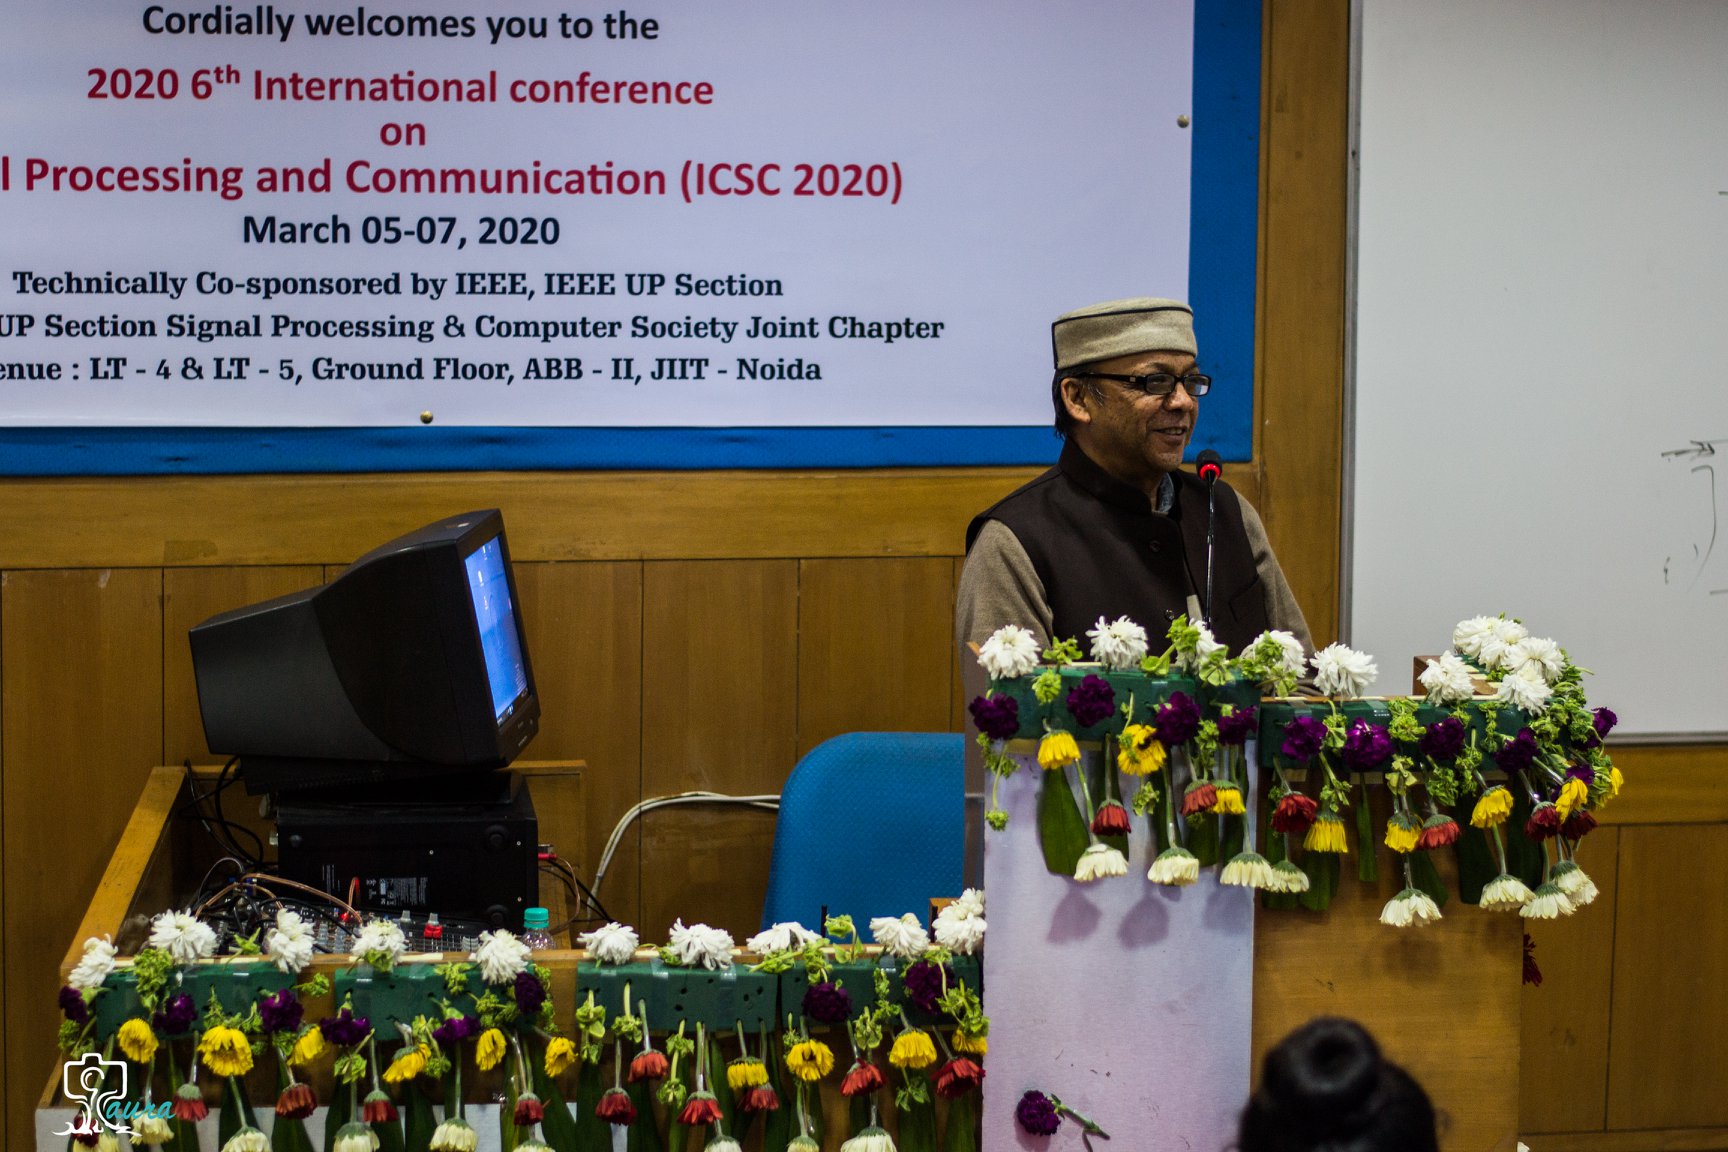 Cordially welcomes you to the
2020 6th International conference
on
l Processing and Communication (ICSC 2020)
March 05-07, 2020
Technically Co-sponsored by IEEE, IEEE UP Section
UP Section Signal Processing & Computer Society Joint Chapter
enue : LT - 4 & LT - 5, Ground Floor, ABB - II, JIIT - Noida
aura